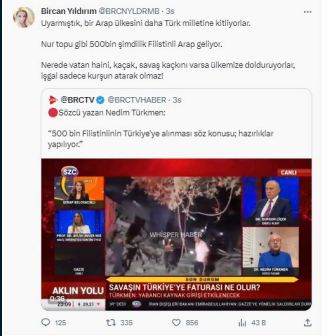 Bircan Yıldırım @BRCNYLDRMB · 3s
Uyarmıştık, bir Arap ülkesini daha Türk milletine kitliyorlar.
Nur topu gibi 500bin şimdilik Filistinli Arap geliyor.
Nerede vatan haini, kaçak, savaş kaçkını varsa ülkemize dolduruyorlar,
işgal sadece kurşun atarak olmaz!
@BRCTV @BRCTVHABER · 3s
Sözcü yazan Nedim Türkmen:
"500 bin Filistinlinin Türkiye'ye alınması söz konusu; hazırlıklar
yapılıyor."
SZC
CANLI
WHISPER HABER
GAZZE
SON DURUM
AKLIN YOLU
SAVAŞIN TÜRKİYE'YE FATURASI NE OLUR?
TÜRKMEN: YABANCI KAYNAK GİRİŞİ ETKİLENECEK
0:36
125
335
856
43 B